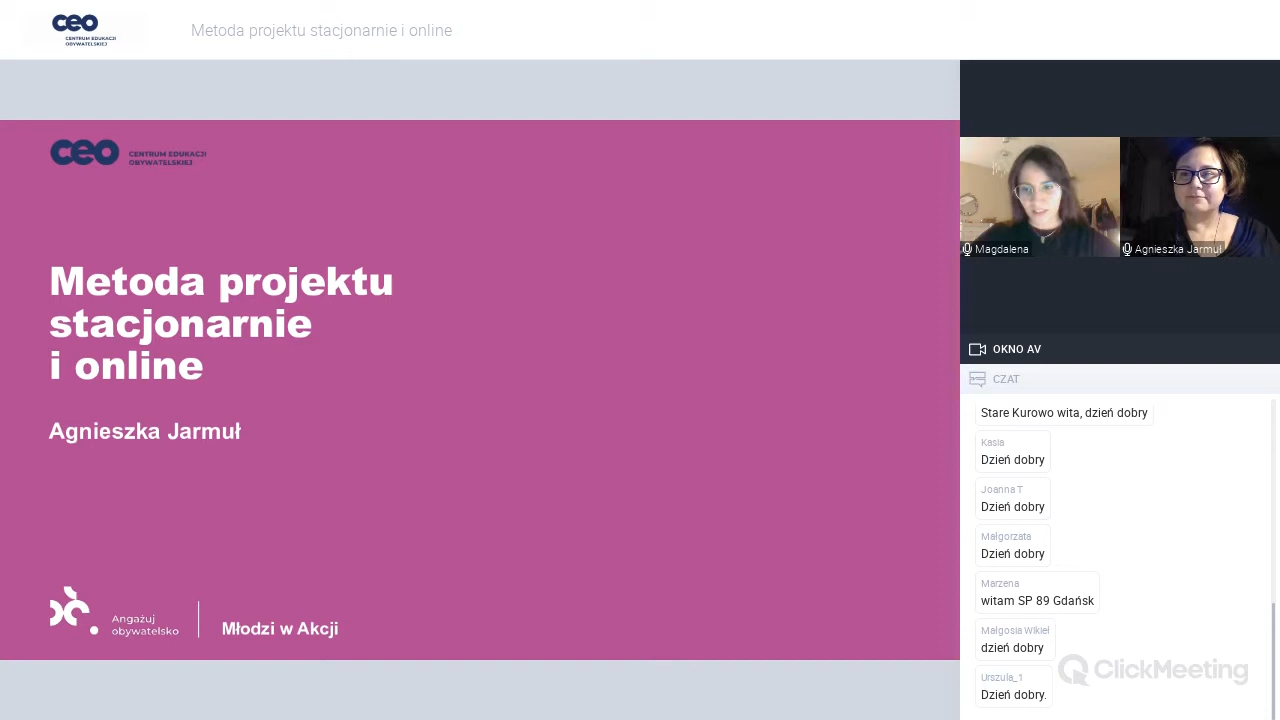 ceo
CENTRUM EDUKACJI
OBYWATELSKIEJ
Metoda projektu stacjonarnie i online
ceo
CENTRUM EDUKACJI
OBYWATELSKIEJ
Metoda projektu
stacjonarnie
i online
Agnieszka Jarmuł
Angażuj
obywatelsko
Młodzi w Akcji
Magdalena
Agnieszka Jarmuł
OKNO AV
CZAT
Stare Kurowo wita, dzień dobry
Kasia
Dzień dobry
Joanna T
Dzień dobry
Małgorzata
Dzień dobry
Marzena
witam SP 89 Gdańsk
Małgosia Wikieł
dzień dobry
Urszula_1
Dzień dobry.
ClickMeeting